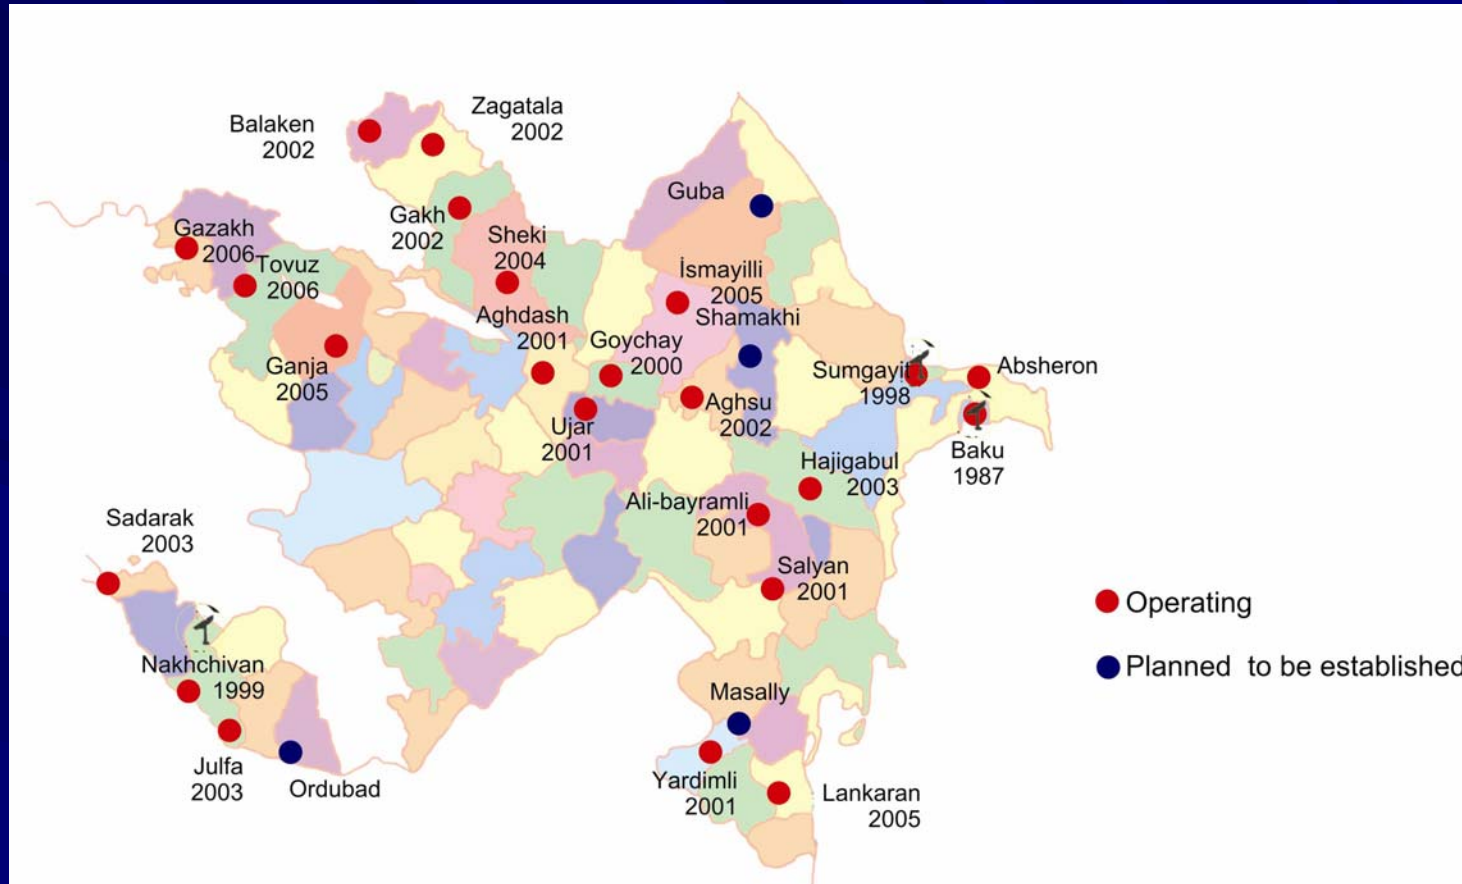 Zagatala
2002
Balaken
2002
Guba
Gakh
2002
Gazakh
2006
Sheki
2004
Tovuz
2006
İsmayilli
2005
Aghdash
2001
Shamakhi
Goychay
2000
Ganja
2005
Sumgayit
1998
Absheron
Aghsu
2002
Ujar
2001
Baku
1987
Hajigabul
2003
Ali-bayramli
2001
Sadarak
2003
Salyan
2001
Operating
Nakhchivan
1999
Planned to be established
Masally
Julfa
2003
Ordubad
Yardimli
2001
Lankaran
2005